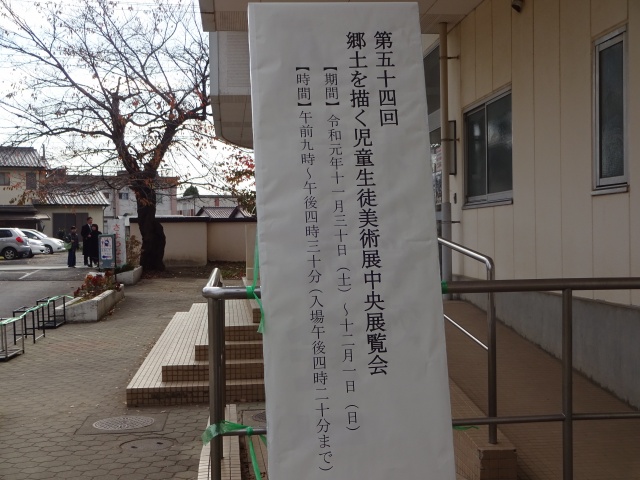 第五十四回
郷土を描く児童生徒美術展中央展覧会
【期間】令和元年十一月三十日（土）～十二月一日（日）
【時間】午前九時～午後四時三十分（入場午後四時二十分まで）